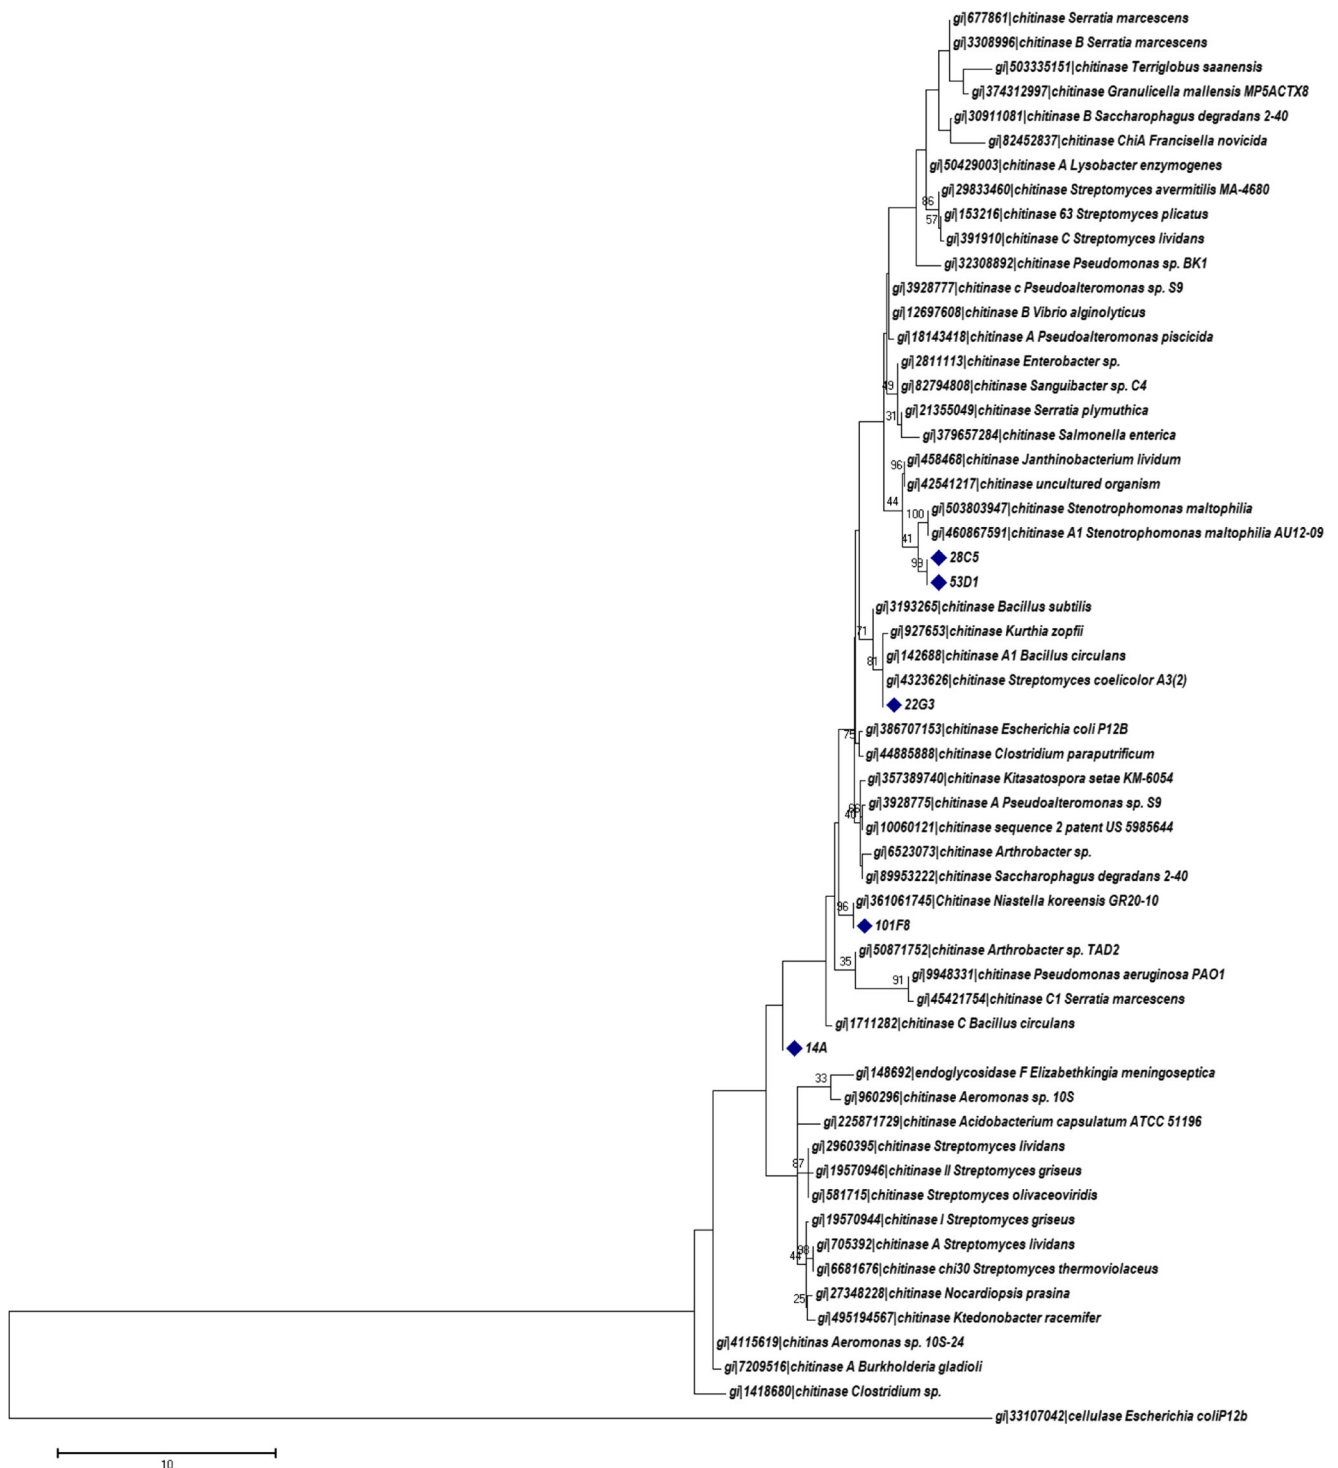 gi|677861|chitinase Serratia marcescens
gi|3308996|chitinase B Serratia marcescens
gi|503335151|chitinase Terriglobus saanensis
gi|374312997|chitinase Granulicella mallensis MP5ACTX8
gi|30911081|chitinase B Saccharophagus degradans 2-40
gi|82452837|chitinase ChiA Francisella novicida
gi|50429003|chitinase A Lysobacter enzymogenes
gi|29833460|chitinase Streptomyces avermitilis MA-4680
86
gi|153216|chitinase 63 Streptomyces plicatus
57
gi|391910|chitinase C Streptomyces lividans
gi|32308892|chitinase Pseudomonas sp. BK1
gi|3928777|chitinase c Pseudoalteromonas sp. S9
gi|12697608|chitinase B Vibrio alginolyticus
gi|18143418|chitinase A Pseudoalteromonas piscicida
gi|2811113|chitinase Enterobacter sp.
49
gi|82794808|chitinase Sanguibacter sp. C4
gi|21355049|chitinase Serratia plymuthica
31
gi|379657284|chitinase Salmonella enterica
gi|458468|chitinase Janthinobacterium lividum
96
gi|42541217|chitinase uncultured organism
44
gi|503803947|chitinase Stenotrophomonas maltophilia
100
gi|460867591|chitinase A1 Stenotrophomonas maltophilia AU12-09
41
28C5
53D1
gi|3193265|chitinase Bacillus subtilis
71
gi|927653|chitinase Kurthia zopfii
gi|142688|chitinase A1 Bacillus circulans
81
gi|4323626|chitinase Streptomyces coelicolor A3(2)
22G3
gi|386707153|chitinase Escherichia coli P12B
75
gi|44885888|chitinase Clostridium paraputrificum
gi|357389740|chitinase Kitasatospora setae KM-6054
gi|3928775|chitinase A Pseudoalteromonas sp. S9
gi|10060121|chitinase sequence 2 patent US 5985644
gi|6523073|chitinase Arthrobacter sp.
gi|89953222|chitinase Saccharophagus degradans 2-40
gi|361061745|Chitinase Niastella koreensis GR20-10
96
101F8
gi|50871752|chitinase Arthrobacter sp. TAD2
35
gi|9948331|chitinase Pseudomonas aeruginosa PAO1
91
gi|45421754|chitinase C1 Serratia marcescens
gi|1711282|chitinase C Bacillus circulans
14A
gi|148692|endoglycosidase F Elizabethkingia meningoseptica
33
gi|960296|chitinase Aeromonas sp. 10S
gi|225871729|chitinase Acidobacterium capsulatum ATCC 51196
gi|2960395|chitinase Streptomyces lividans
87
gi|19570946|chitinase II Streptomyces griseus
gi|581715|chitinase Streptomyces olivaceoviridis
gi|19570944|chitinase I Streptomyces griseus
gi|705392|chitinase A Streptomyces lividans
98
44
gi|6681676|chitinase chi30 Streptomyces thermoviolaceus
gi|27348228|chitinase Nocardiopsis prasina
25
gi|495194567|chitinase Ktedonobacter racemifer
gi|4115619|chitinas Aeromonas sp. 10S-24
gi|7209516|chitinase A Burkholderia gladioli
gi|1418680|chitinase Clostridium sp.
gi|33107042|cellulase Escherichia coliP12b
10